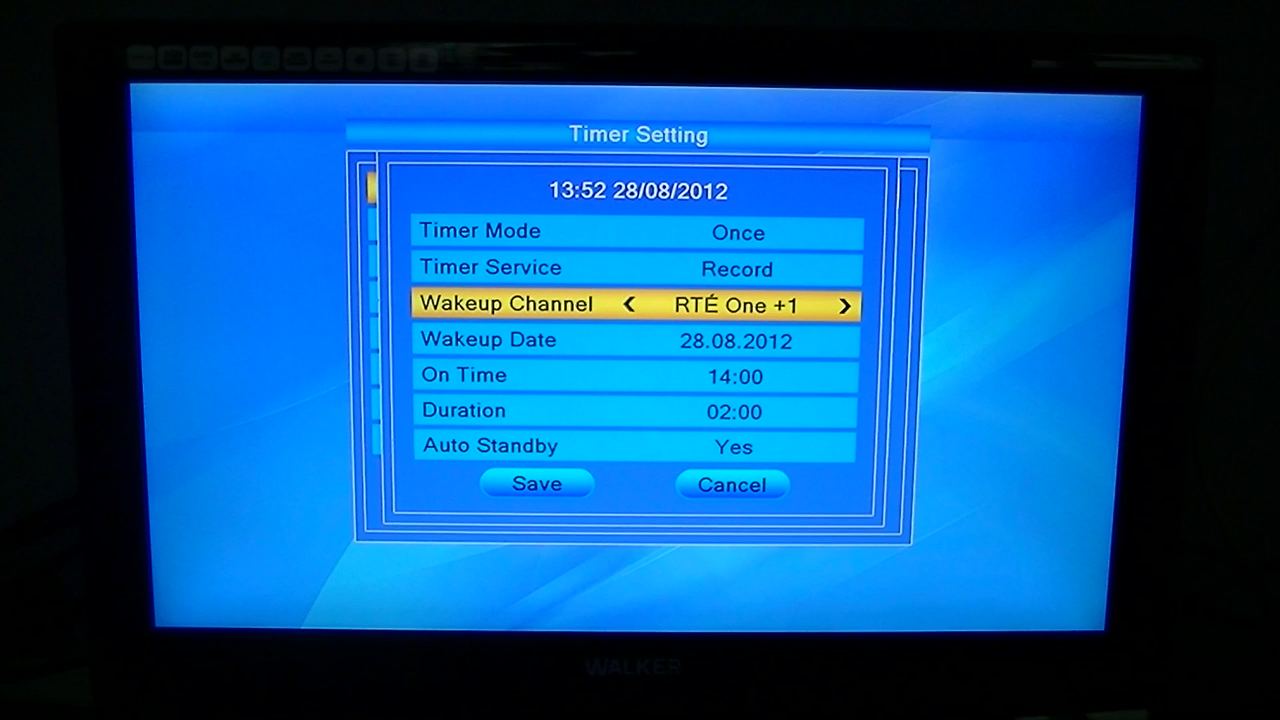 Timer Setting
13:52 28/08/2012
Timer Mode Once
Timer Service Record
Wakeup Channel < RTÉ One +1 >
Wakeup Date 28.08.2012
On Time 14:00
Duration 02:00
Auto Standby Yes
Save Cancel
WALKER